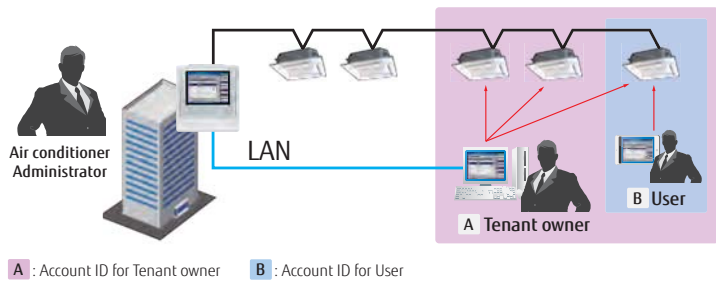 Air conditioner
Administrator
LAN
A Tenant owner
B User
A : Account ID for Tenant owner
B : Account ID for User